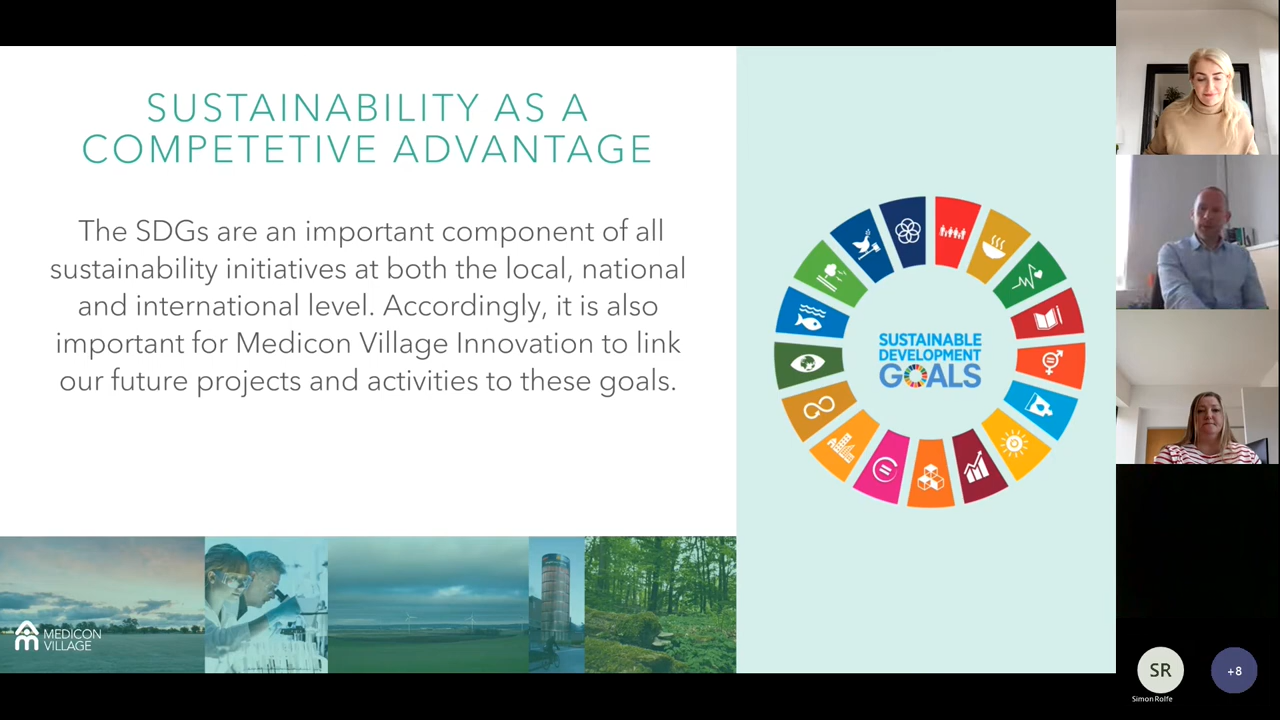 SUSTAINABILITY AS A
COMPETETIVE ADVANTAGE
The SDGs are an important component of all
sustainability initiatives at both the local, national
and international level. Accordingly, it is also
important for Medicon Village Innovation to link
our future projects and activities to these goals.
SUSTAINABLE
DEVELOPMENT
GOALS
MEDICON
VILLAGE
SR
+8
Simon Rolfe